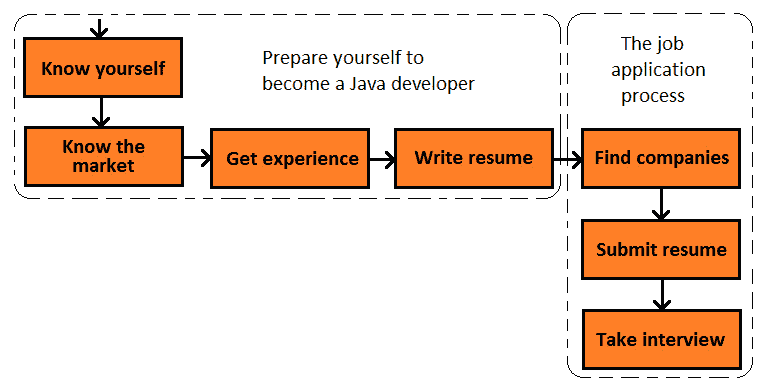 Know yourself
Prepare yourself to
become a Java developer
Know the
market
Get experience
Write resume
The job
application
process
Find companies
Submit resume
Take interview